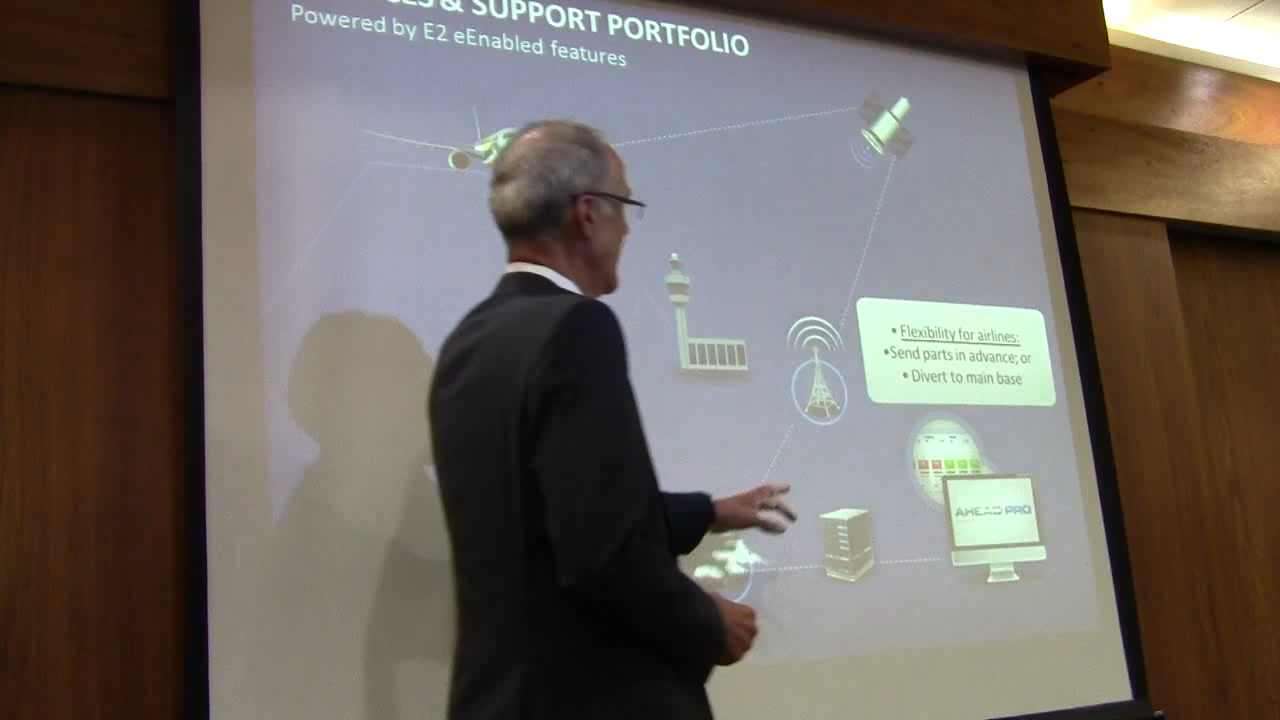 & SUPPORT PORTFOLIO
Powered by E2 eEnabled features
• Flexibility for airlines:
•Send parts in advance; or
• Divert to main base
AHEAD PRO